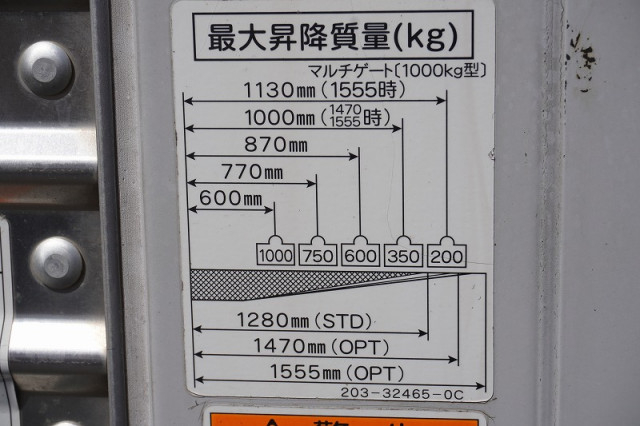 最大昇降質量(kg)
マルチゲート〔1000kg型〕
1130mm(1555時)
1000mm(1470 1555時)
870mm
770mm
600mm
1000 750 600 350 200
1280mm(STD)
1470mm(OPT)
1555mm(OPT)
203-32465-0C